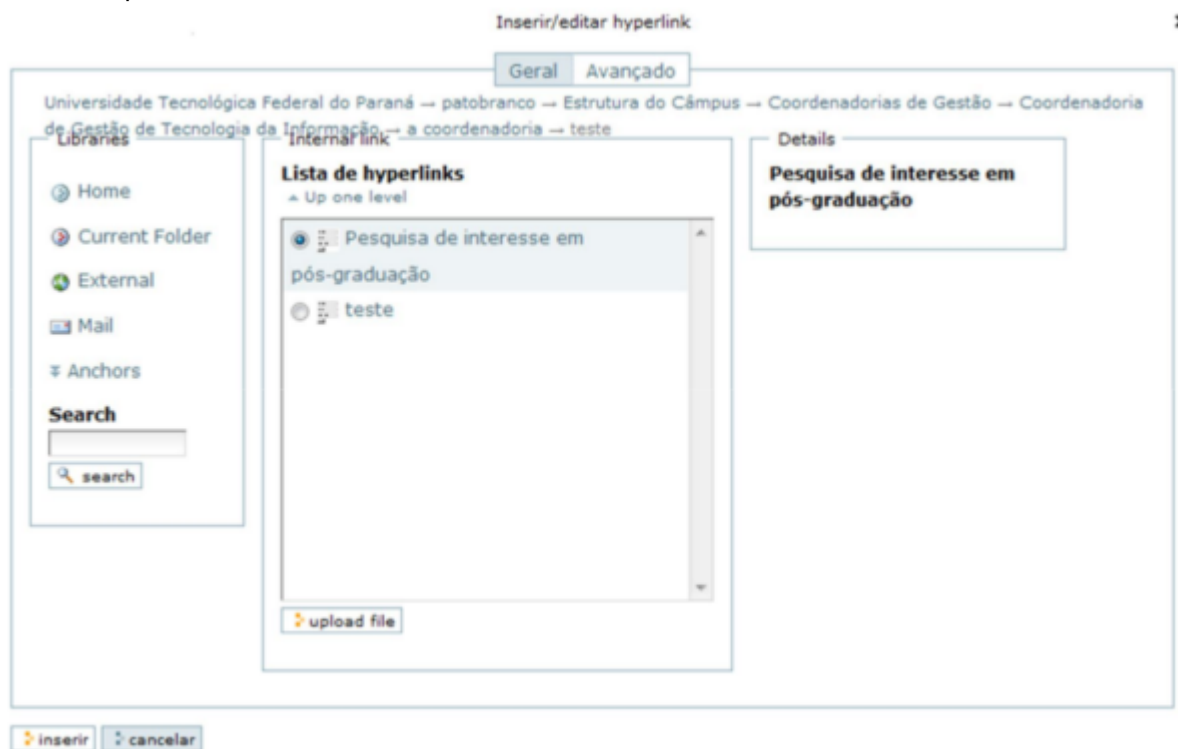 Inserir/editar hyperlink
Geral Avançado
Universidade Tecnológica Federal do Paraná → patobranco → Estrutura do Câmpus → Coordenadorias de Gestão → Coordenadoria
de Gestão de Tecnologia da Informação → a coordenadoria → teste
Libraries
Home
Current Folder
External
Mail
Anchors
Search
search
Internal link
Lista de hyperlinks
Up one level
Pesquisa de interesse em
pós-graduação
teste
upload file
Details
Pesquisa de interesse em
pós-graduação
inserir cancelar